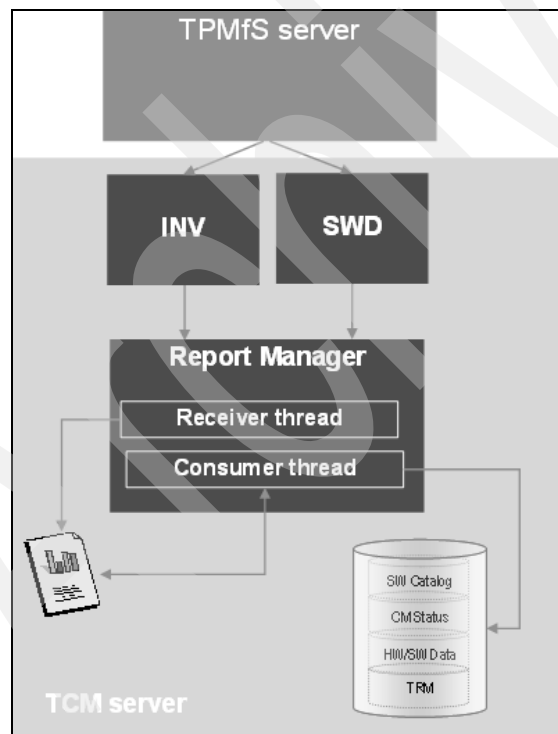 TPMfS server
INV
SWD
Report Manager
Receiver thread
Consumer thread
SW Catalog
CMStatus
HW/SW Data
TRM
TCM server